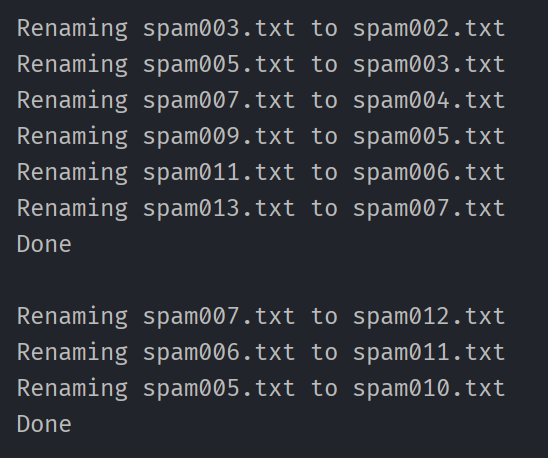 Renaming spam003.txt to spam002.txt
Renaming spam005.txt to spam003.txt
Renaming spam007.txt to spam004.txt
Renaming spam009.txt to spam005.txt
Renaming spam011.txt to spam006.txt
Renaming spam013.txt to spam007.txt
Done

Renaming spam007.txt to spam012.txt
Renaming spam006.txt to spam011.txt
Renaming spam005.txt to spam010.txt
Done